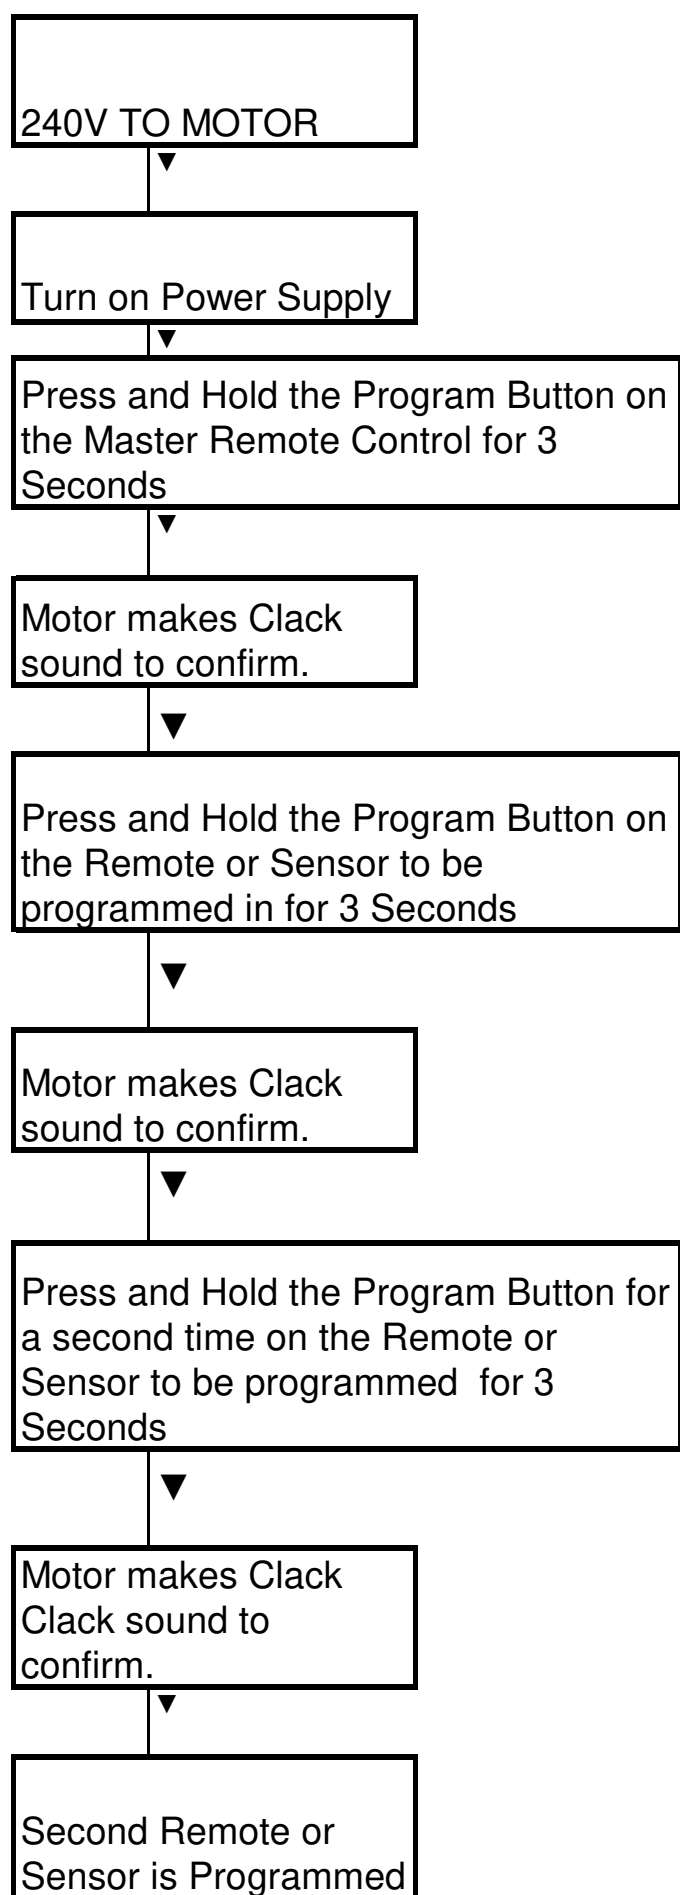 240V TO MOTOR
Turn on Power Supply
Press and Hold the Program Button on
the Master Remote Control for 3
Seconds
Motor makes Clack
sound to confirm.
Press and Hold the Program Button on
the Remote or Sensor to be
programmed in for 3 Seconds
Motor makes Clack
sound to confirm.
Press and Hold the Program Button for
a second time on the Remote or
Sensor to be programmed  for 3
Seconds
Motor makes Clack
Clack sound to
confirm.
Second Remote or
Sensor is Programmed